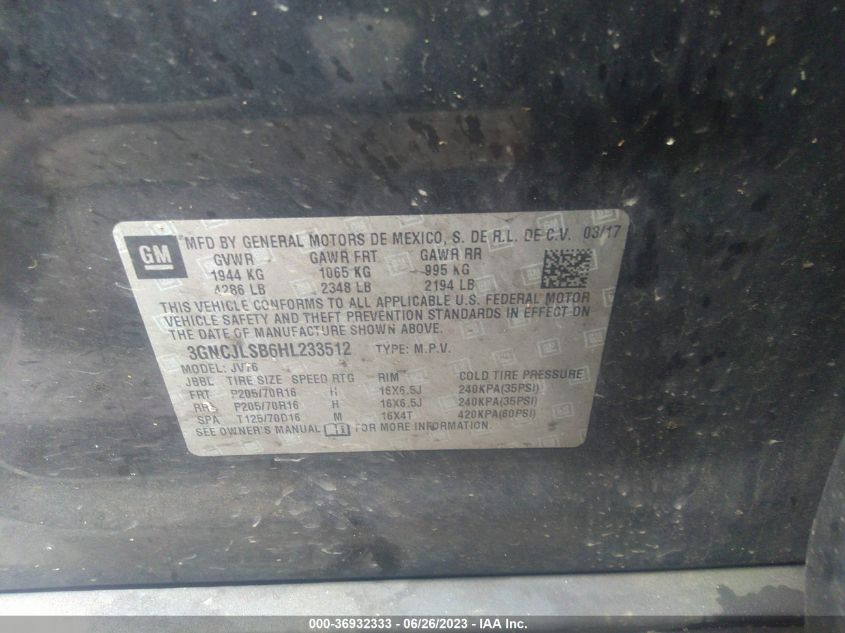 GM MFD BY GENERAL MOTORS DE MEXICO, S. DE R.L. DE C.V. 03/17
GVWR GAWR FRT GAWR RR
1944 KG 1065 KG 995 KG
4286 LB 2348 LB 2194 LB
THIS VEHICLE CONFORMS TO ALL APPLICABLE U.S. FEDERAL MOTOR
VEHICLE SAFETY AND THEFT PREVENTION STANDARDS IN EFFECT ON
THE DATE OF MANUFACTURE SHOWN ABOVE.
3GNCJLSB6HL233512 TYPE: M.P.V.
MODEL: JV76
JBBL TIRE SIZE SPEED RTG RIM COLD TIRE PRESSURE
FRT P205/70R16 H 16X6.5J 240KPA(35PSI)
RR P205/70R16 H 16X6.5J 240KPA(35PSI)
SPA T125/70D16 M 16X4T 420KPA(60PSI)
SEE OWNER'S MANUAL FOR MORE INFORMATION.
000-36932333 - 06/26/2023 - IAA Inc.